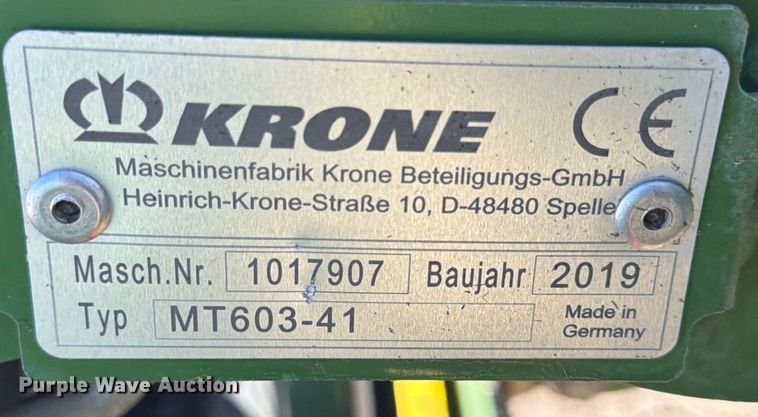 KRONE CE
Maschinenfabrik Krone Beteiligungs-GmbH
Heinrich-Krone-Straße 10, D-48480 Spelle
Masch.Nr. 1017907 Baujahr 2019
Typ MT603-41 Made in
Germany
Purple Wave Auction